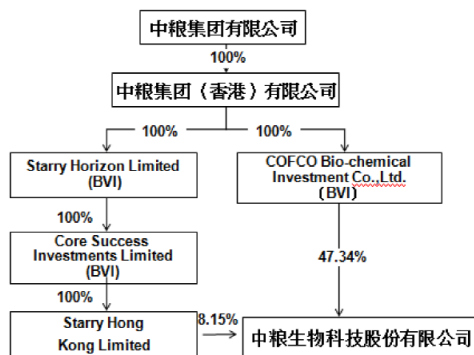 中粮集团有限公司
100%
中粮集团（香港）有限公司
100%
100%
Starry Horizon Limited
(BVI)
COFCO Bio-chemical
Investment Co.,Ltd.
(BVI)
100%
Core Success
Investments Limited
(BVI)
47.34%
100%
Starry Hong
Kong Limited
8.15%
中粮生物科技股份有限公司